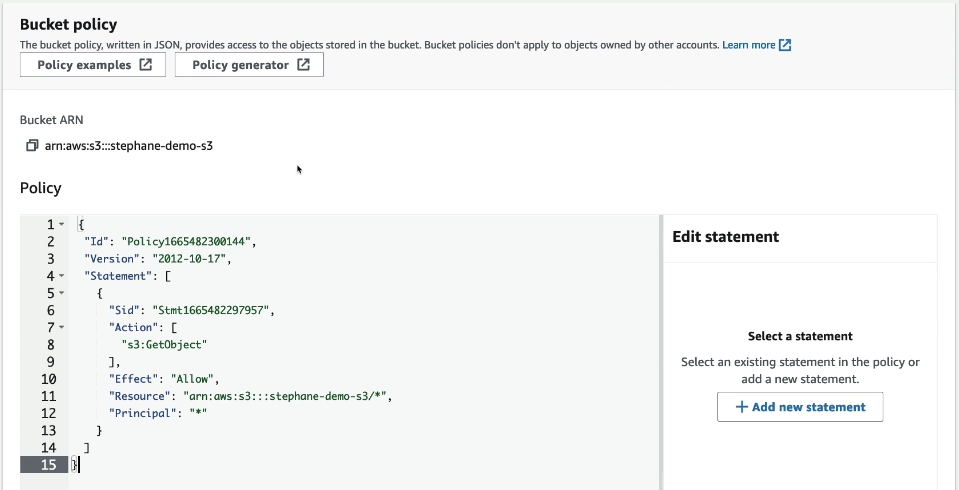 Bucket policy
The bucket policy, written in JSON, provides access to the objects stored in the bucket. Bucket policies don't apply to objects owned by other accounts. Learn more
Policy examples
Policy generator
Bucket ARN
arn:aws:s3:::stephane-demo-s3
Policy
1 {
2 "Id": "Policy1665482300144",
3 "Version": "2012-10-17",
4 "Statement": [
5 {
6 "Sid": "Stmt1665482297957",
7 "Action": [
8 "s3:GetObject"
9 ],
10 "Effect": "Allow",
11 "Resource": "arn:aws:s3:::stephane-demo-s3/*",
12 "Principal": "*"
13 }
14 ]
15 }
Edit statement
Select a statement
Select an existing statement in the policy or
add a new statement.
+ Add new statement